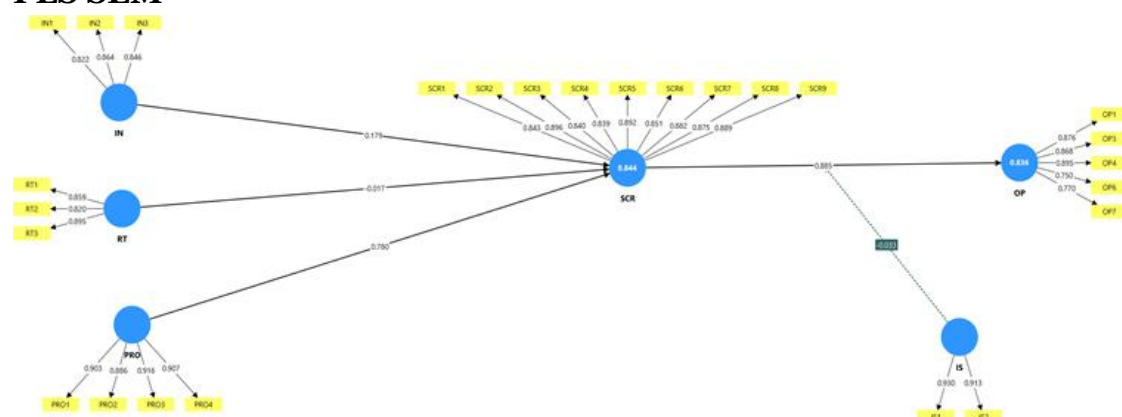 IN1 IN2 IN3
0.822 0.864 0.846
IN
0.179
SCR1 SCR2 SCR3 SCR4 SCR5 SCR6 SCR7 SCR8 SCR9
0.843 0.896 0.840 0.839 0.892 0.851 0.882 0.875 0.889
0.844
SCR
0.885
OP1
OP3
OP4
OP6
OP7
0.876
0.868
0.895
0.750
0.770
0.836
OP
RT1
RT2
RT3
0.859
0.820
0.895
RT
-0.017
0.780
-0.033
PRO
0.903 0.886 0.916 0.907
PRO1 PRO2 PRO3 PRO4
IS
0.930 0.913